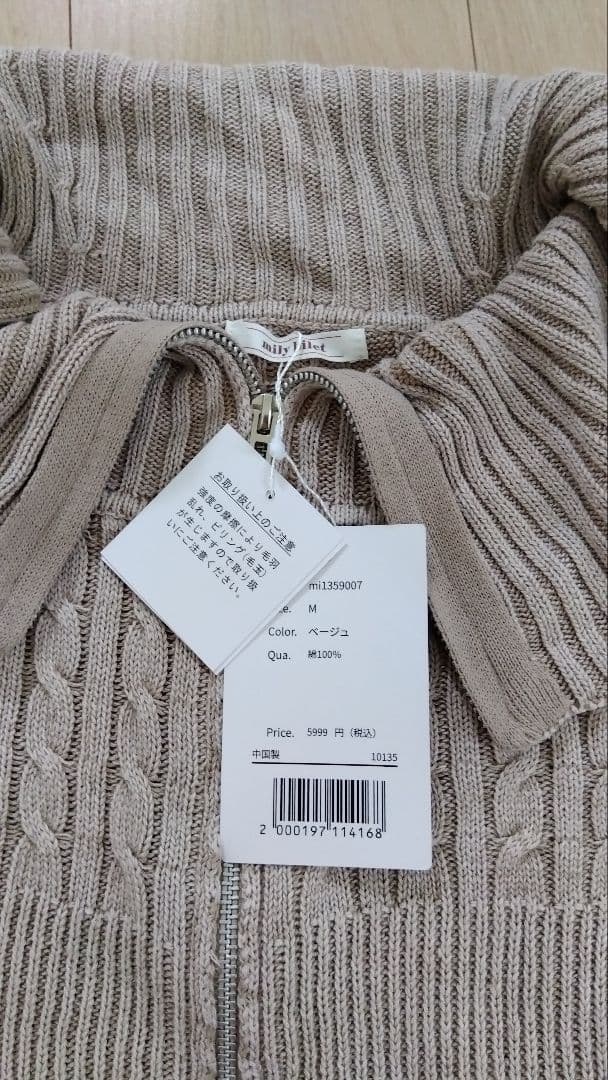 mily bilet
お取り扱い上のご注意
強度の摩擦により毛羽
乱れ、ピリング(毛玉)
が生じますので取り扱
いにご注意ください。
mi1359007
M
Color. ベージュ
Qua. 綿100%
Price. 5999 円（税込）
中国製 10135
2 000197 114168